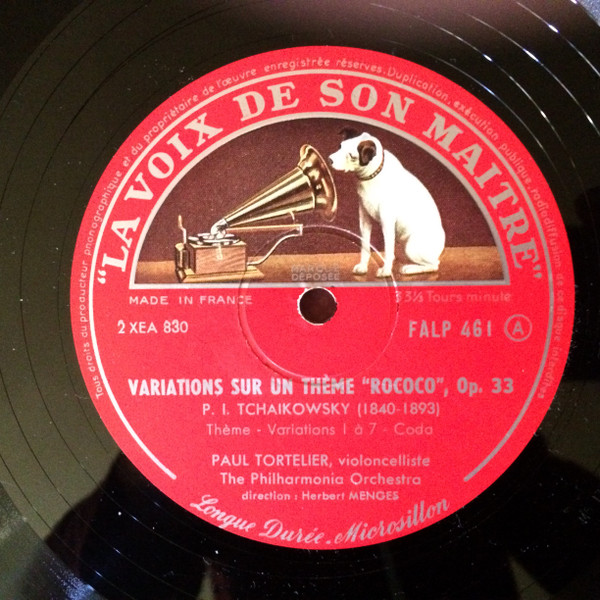 Tous droits du producteur phonographique et du propriétaire de l'œuvre enregistrée réservés. Duplication, exécution publique, radiodiffusion de ce disque interdites
"LA VOIX DE SON MAITRE"
DÉPOSÉE
MADE IN FRANCE
33⅓ Tours minute
2 XEA 830
FALP 461 A
VARIATIONS SUR UN THÈME "ROCOCO", Op. 33
P. I. TCHAIKOWSKY (1840-1893)
Thème - Variations 1 à 7 - Coda
PAUL TORTELIER, violoncelliste
The Philharmonia Orchestra
direction : Herbert MENGES
Longue Durée - Microsillon